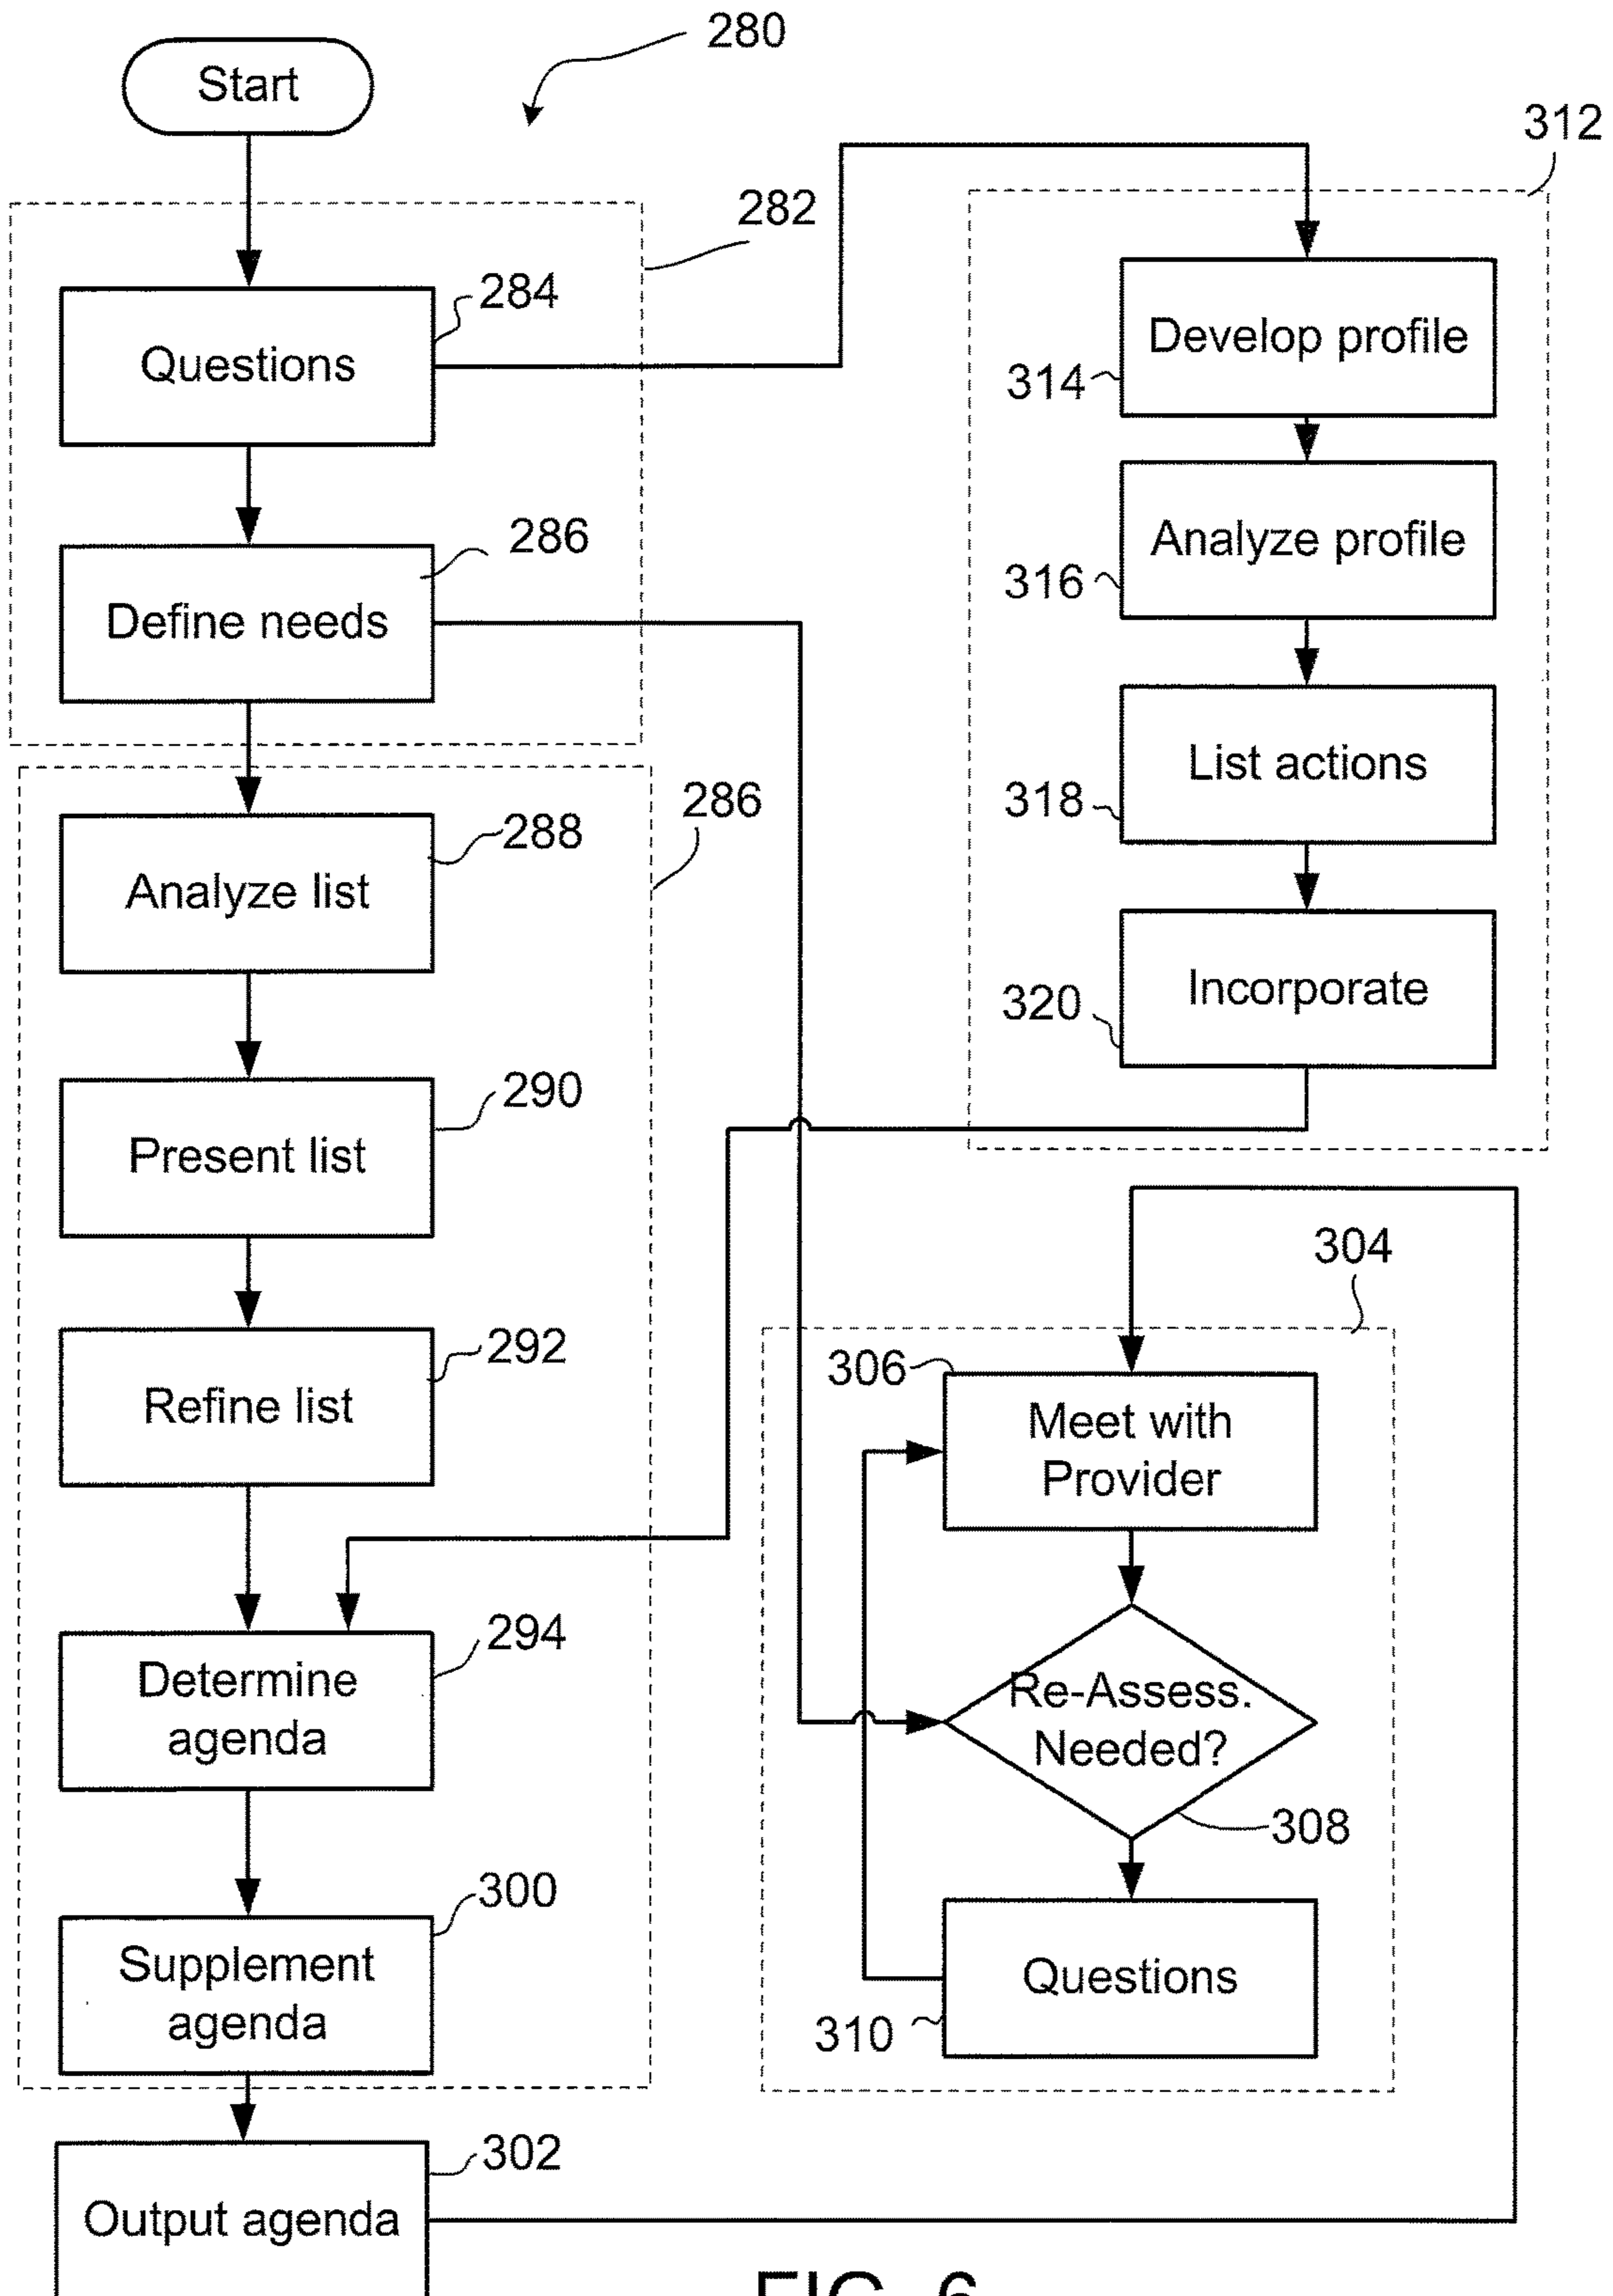 280
Start
312
282
284
Questions
Develop profile
314
286
Define needs
Analyze profile
316
286
288
Analyze list
List actions
318
290
Present list
Incorporate
320
304
292
Refine list
306
Meet with
Provider
294
Determine
agenda
Re-Assess.
Needed?
308
300
Supplement
agenda
Questions
310
302
Output agenda
FIG. 6